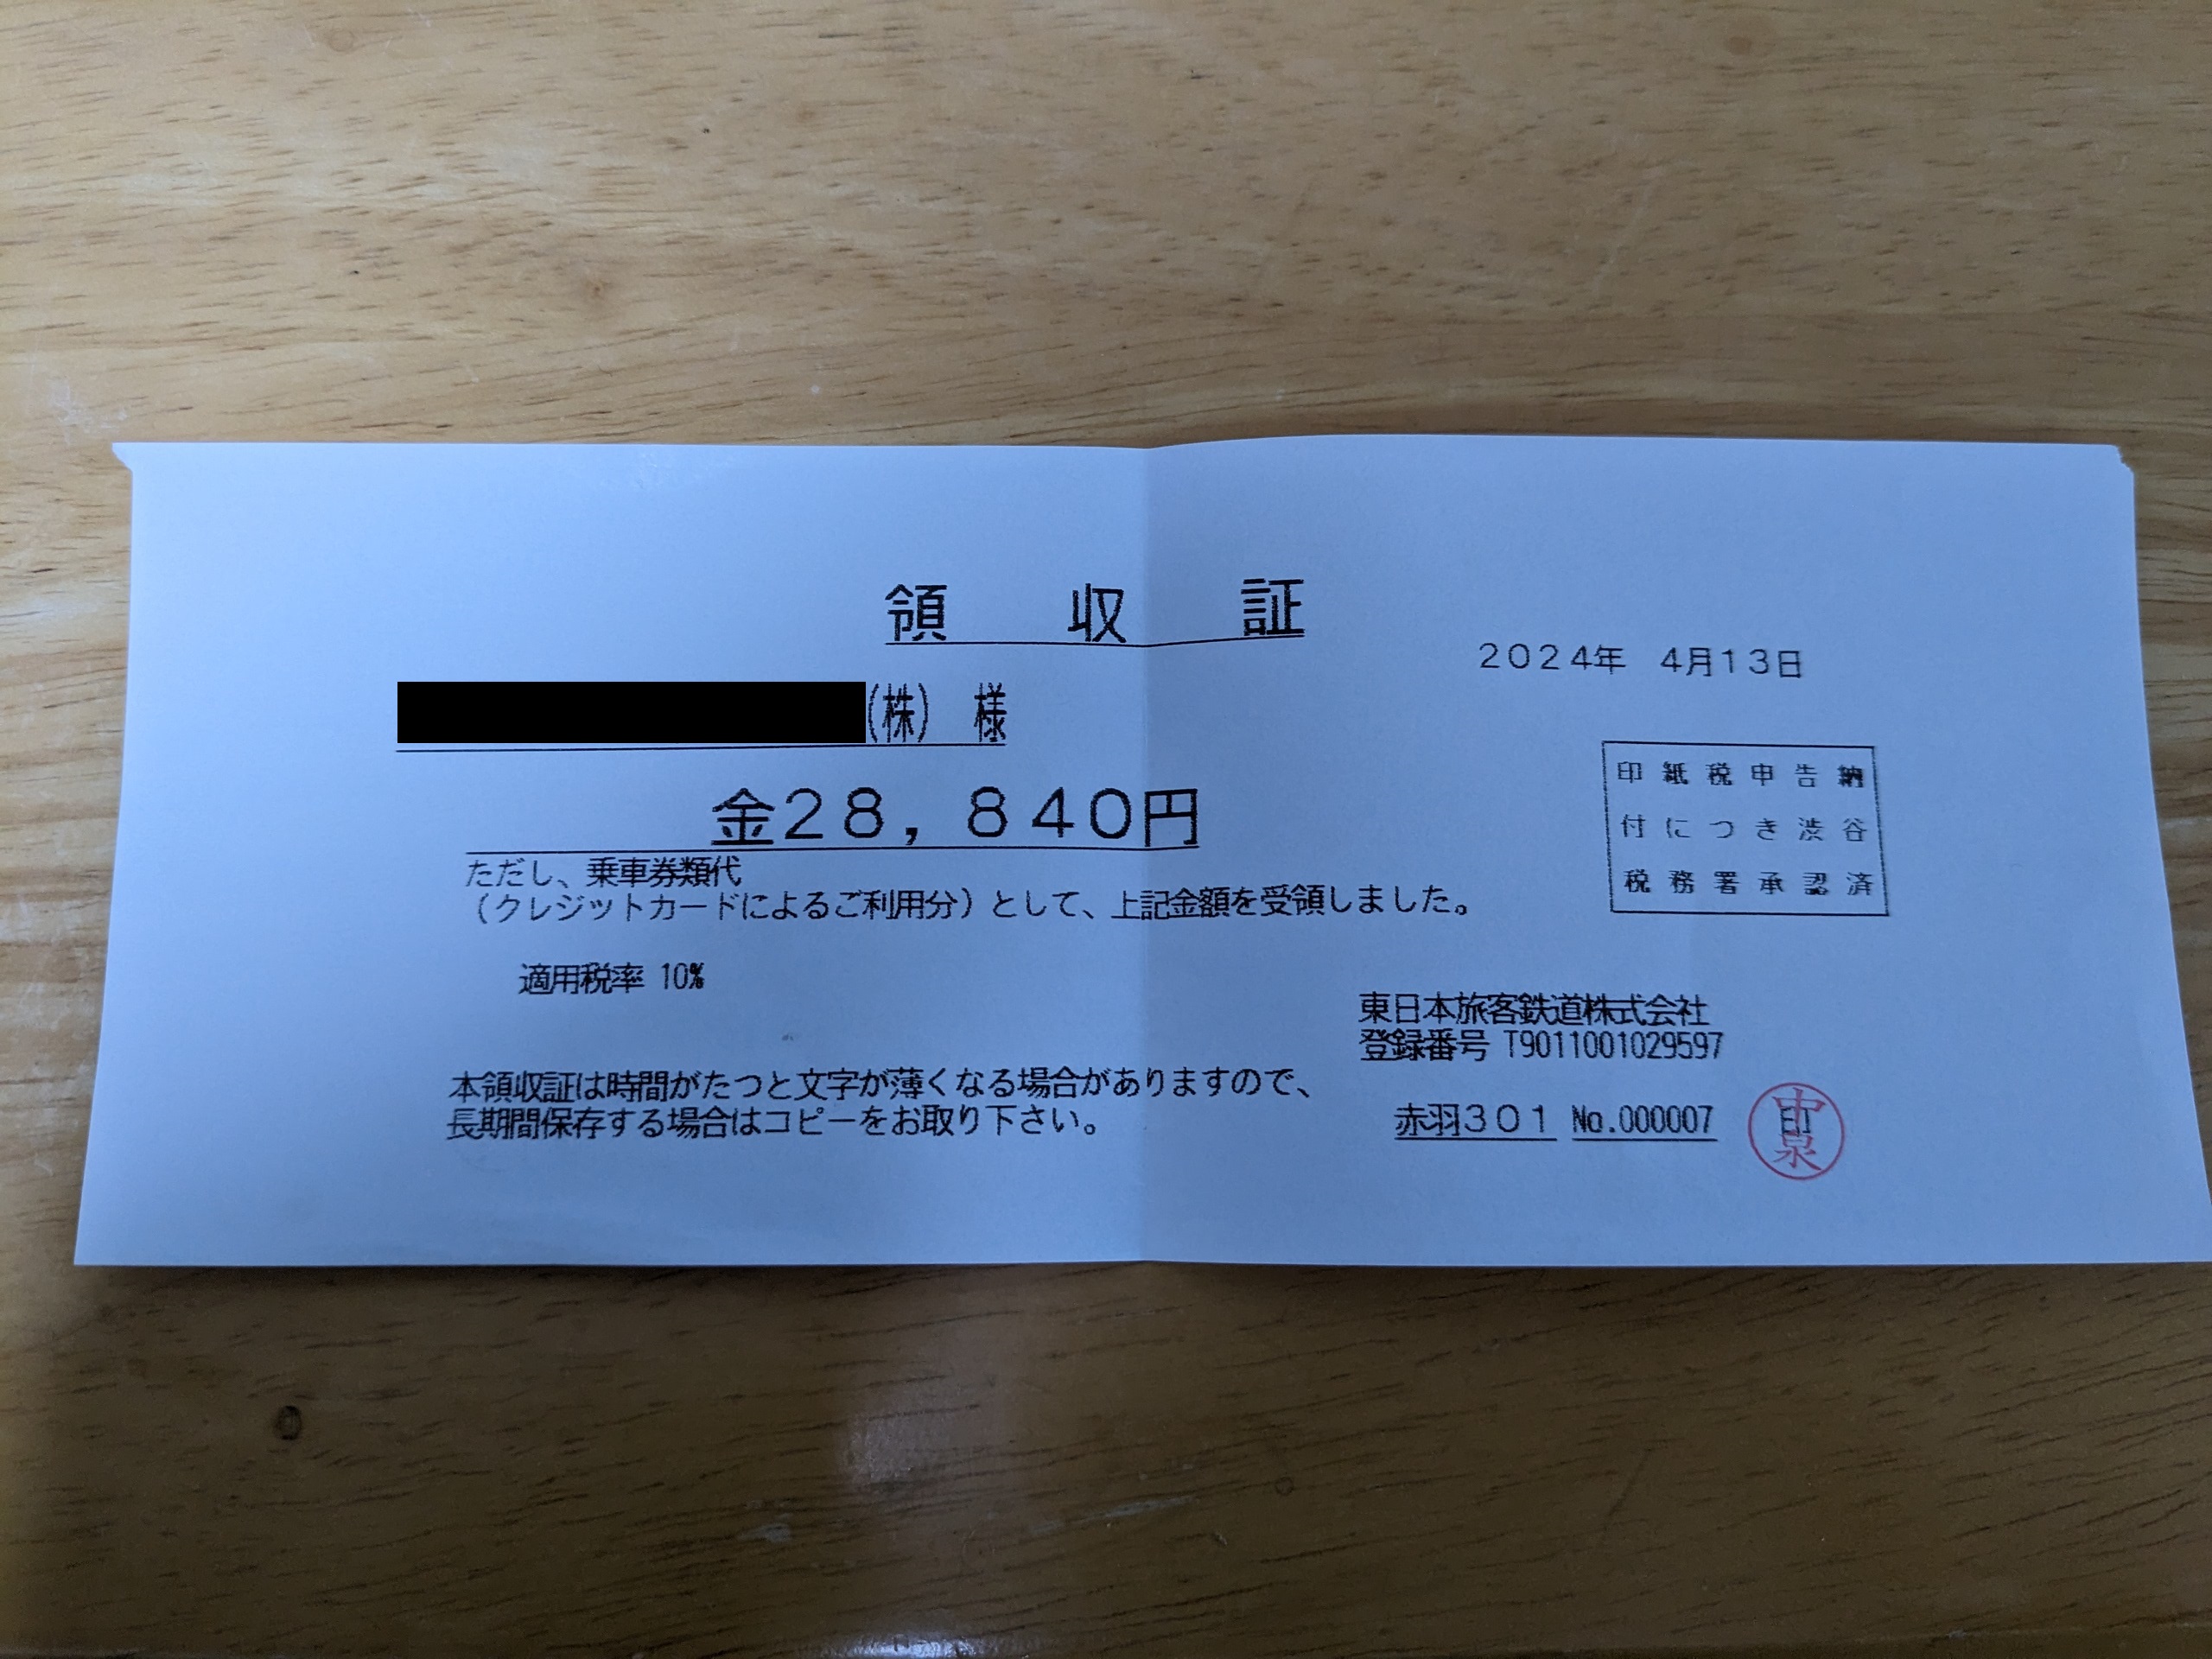 領 収 証
2024年 4月13日
(株) 様
金28,840円
ただし、乗車券類代
(クレジットカードによるご利用分)として、上記金額を受領しました。
印紙税申告納
付につき渋谷
税務署承認済
適用税率 10%
東日本旅客鉄道株式会社
登録番号 T9011001029597
本領収証は時間がたつと文字が薄くなる場合がありますので、
長期間保存する場合はコピーをお取り下さい。
赤羽301 No.000007 印
中泉